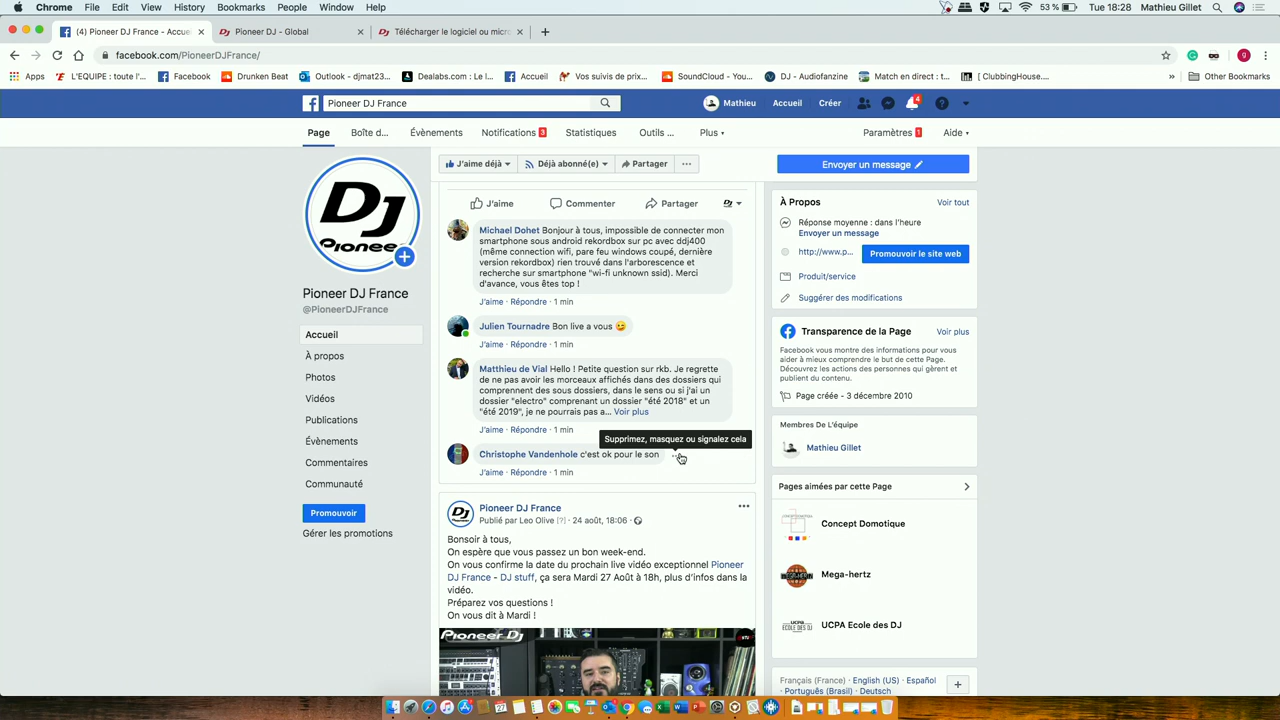 Chrome File Edit View History Bookmarks People Window Help 53 % Tue 18:28 Mathieu Gillet
(4) Pioneer DJ France - Accue Pioneer DJ - Global Télécharger le logiciel ou micro
facebook.com/PioneerDJFrance/
Apps L'EQUIPE : toute l'... Facebook Drunken Beat Outlook - djmat23... Dealabs.com : Le l... Accueil Vos suivis de prix... SoundCloud - You... DJ - Audiofanzine Match en direct : t... [ ClubbingHouse.... » Other Bookmarks
Pioneer DJ France Mathieu Accueil Créer 4
Page Boîte d... Évènements Notifications 3 Statistiques Outils ... Plus Paramètres 1 Aide
J'aime déjà Déjà abonné(e) Partager ... Envoyer un message
J'aime Commenter Partager
Michael Dohet Bonjour à tous, impossible de connecter mon
smartphone sous android rekordbox sur pc avec ddj400
(même connection wifi, pare feu windows coupé, dernière
version rekordbox) rien trouvé dans l'arborescence et
recherche sur smartphone "wi-fi unknown ssid). Merci
d'avance, vous êtes top !
J'aime · Répondre · 1 min
Julien Tournadre Bon live a vous
J'aime · Répondre · 1 min
Matthieu de Vial Hello ! Petite question sur rkb. Je regrette
de ne pas avoir les morceaux affichés dans des dossiers qui
comprennent des sous dossiers, dans le sens ou si j'ai un
dossier "electro" comprenant un dossier "été 2018" et un
"été 2019", je ne pourrais pas a... Voir plus
J'aime · Répondre · 1 min
Supprimez, masquez ou signalez cela
Christophe Vandenhole c'est ok pour le son
J'aime · Répondre · 1 min
Pioneer DJ France
Publié par Leo Olive [?] · 24 août, 18:06 ·
Bonsoir à tous,
On espère que vous passez un bon week-end.
On vous confirme la date du prochain live vidéo exceptionnel Pioneer
DJ France - DJ stuff, ça sera Mardi 27 Août à 18h, plus d'infos dans la
vidéo.
Préparez vos questions !
On vous dit à Mardi !
Pioneer Dj
DJ
Pioneer
Pioneer DJ France
@PioneerDJFrance
Accueil
À propos
Photos
Vidéos
Publications
Évènements
Commentaires
Communauté
Promouvoir
Gérer les promotions
À Propos Voir tout
Réponse moyenne : dans l'heure
Envoyer un message
http://www.p... Promouvoir le site web
Produit/service
Suggérer des modifications
Transparence de la Page Voir plus
Facebook vous montre des informations pour vous
aider à mieux comprendre le but de cette Page.
Découvrez les actions des personnes qui gèrent et
publient du contenu.
Page créée - 3 décembre 2010
Membres De L'équipe
Mathieu Gillet
Pages aimées par cette Page
Concept Domotique
Mega-hertz
UCPA Ecole des DJ
Français (France) · English (US) · Español ·
Português (Brasil) · Deutsch